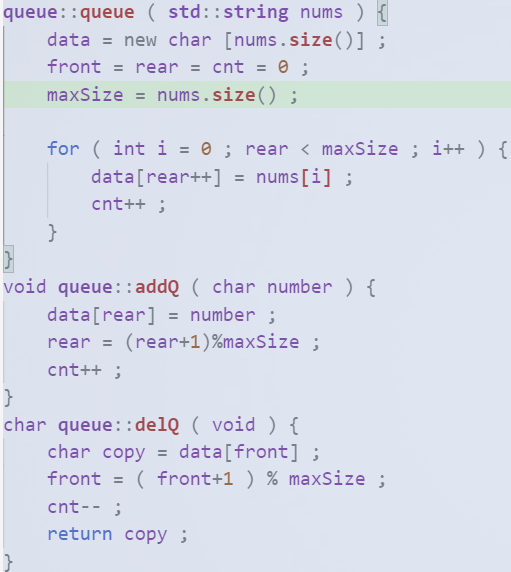 queue::queue ( std::string nums ) {
    data = new char [nums.size()] ;
    front = rear = cnt = 0 ;
    maxSize = nums.size() ;

    for ( int i = 0 ; rear < maxSize ; i++ ) {
        data[rear++] = nums[i] ;
        cnt++ ;
    }
}
void queue::addQ ( char number ) {
    data[rear] = number ;
    rear = (rear+1)%maxSize ;
    cnt++ ;
}
char queue::delQ ( void ) {
    char copy = data[front] ;
    front = ( front+1 ) % maxSize ;
    cnt-- ;
    return copy ;
}